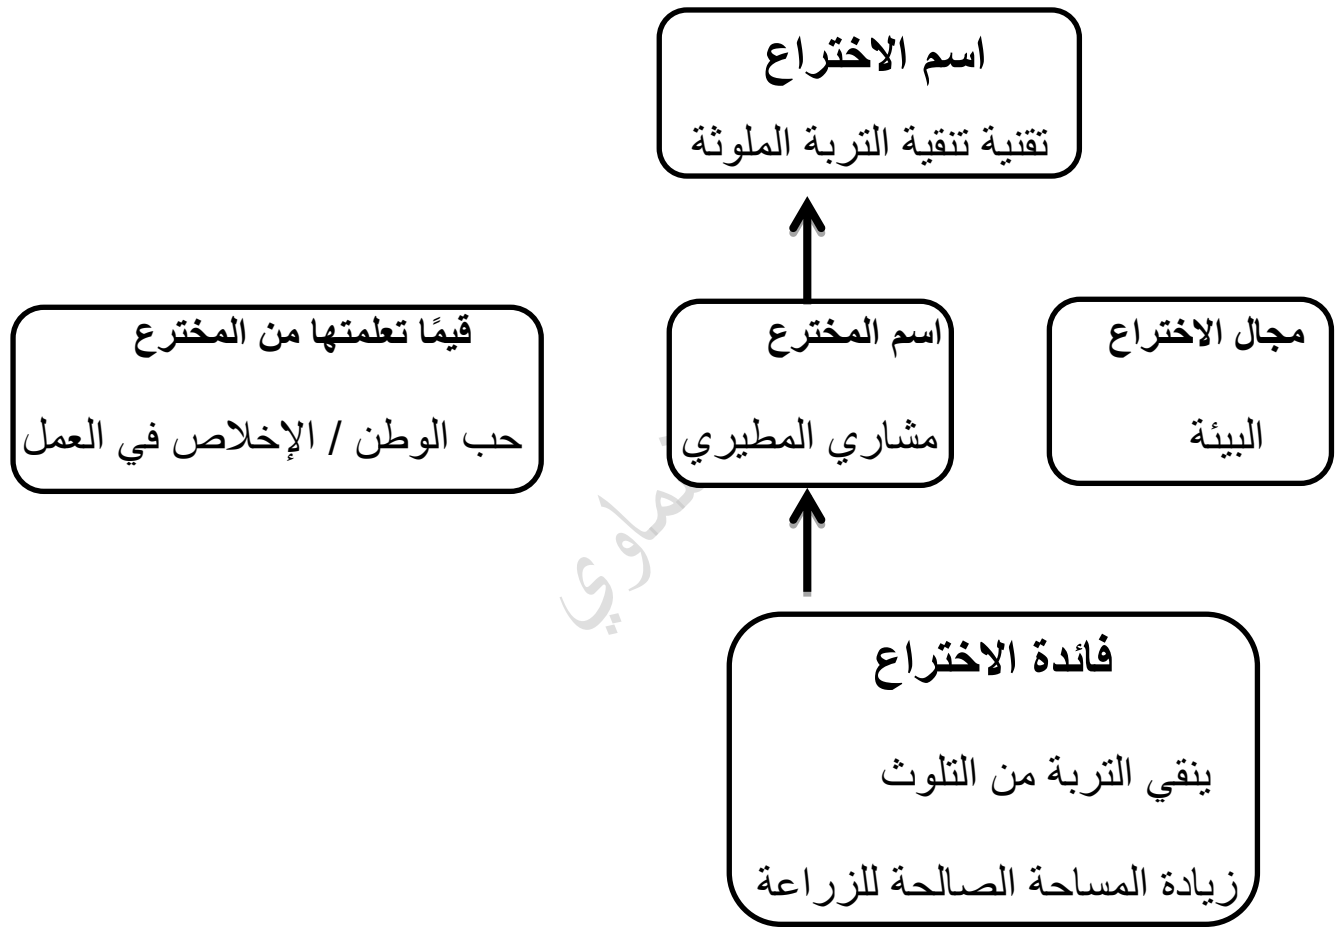 اسم الاختراع
تقنية تنقية التربة الملوثة
مجال الاختراع
البيئة
اسم المخترع
مشاري المطيري
قيمًا تعلمتها من المخترع
حب الوطن / الإخلاص في العمل
فائدة الاختراع
ينقي التربة من التلوث
زيادة المساحة الصالحة للزراعة